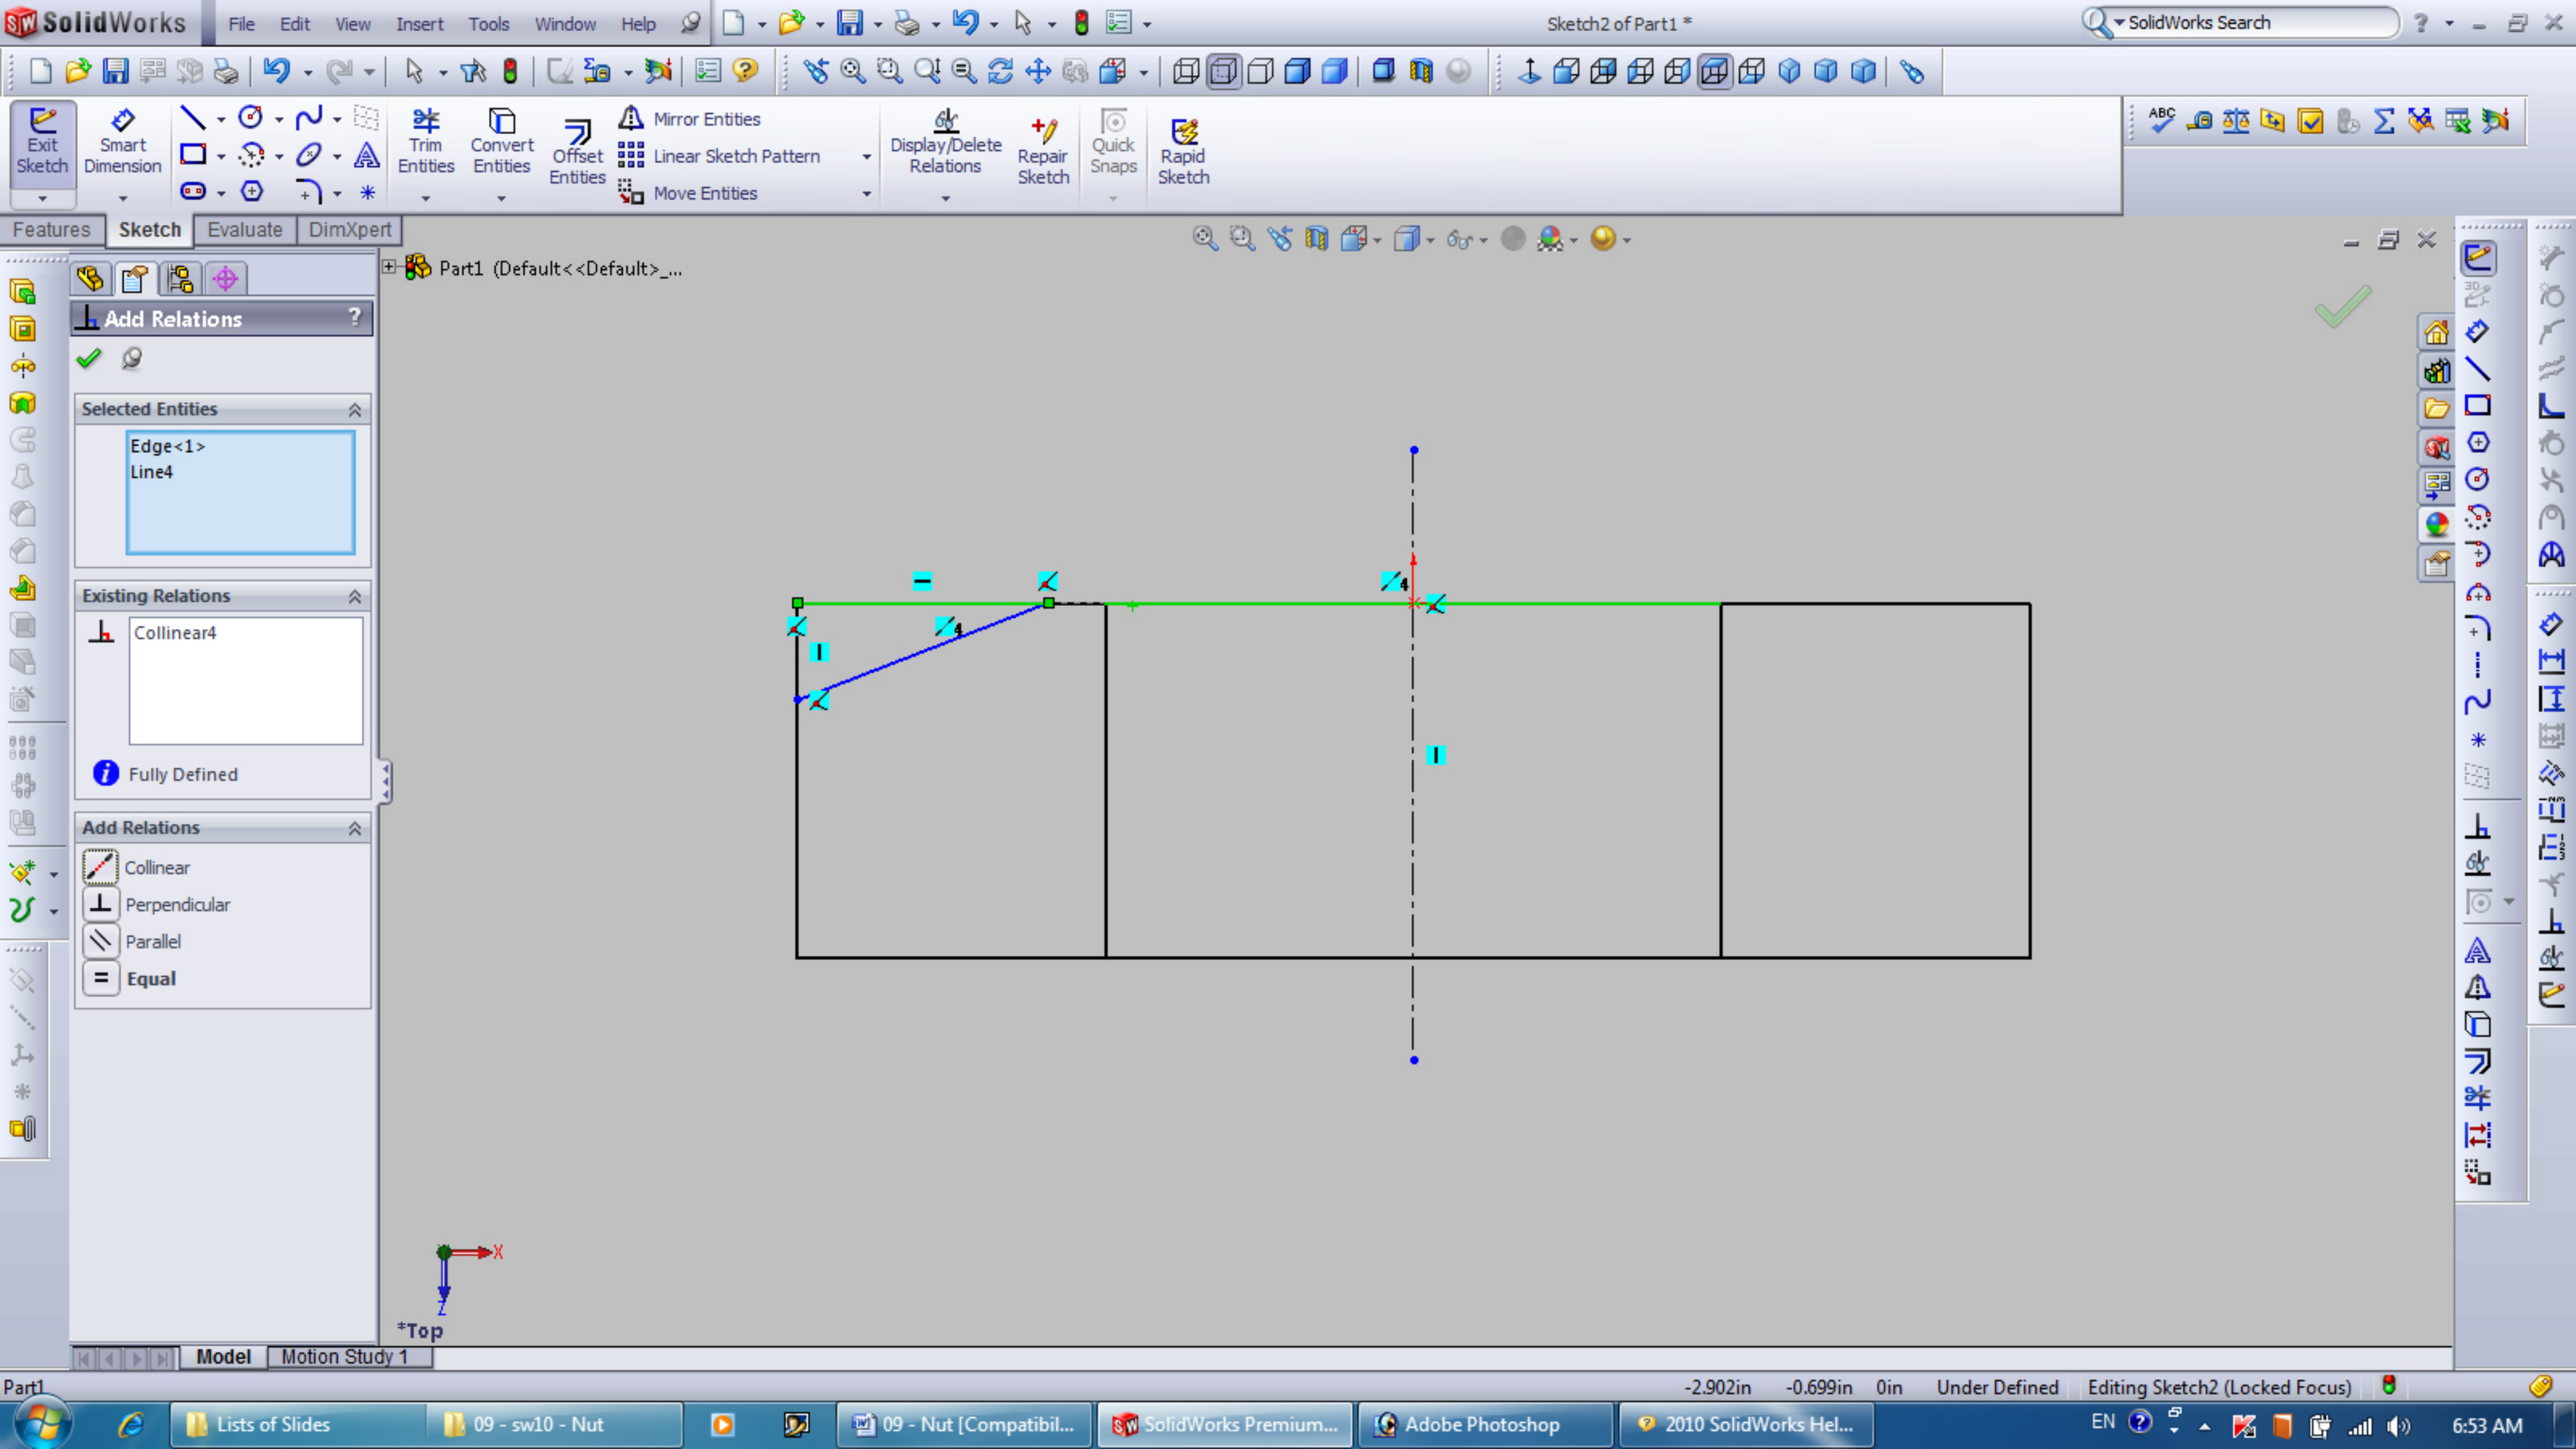 SolidWorks File Edit View Insert Tools Window Help Sketch2 of Part1 * SolidWorks Search ?
Exit Sketch
Smart Dimension
Trim Entities
Convert Entities
Offset Entities
Mirror Entities
Linear Sketch Pattern
Move Entities
Display/Delete Relations
Repair Sketch
Quick Snaps
Rapid Sketch
ABC
Features Sketch Evaluate DimXpert
Part1 (Default<<Default>_...
Add Relations ?
Selected Entities
Edge<1>
Line4
Existing Relations
Collinear4
Fully Defined
Add Relations
Collinear
Perpendicular
Parallel
Equal
4
4
3D
X
Z
*Top
Model Motion Study 1
Part1 -2.902in -0.699in 0in Under Defined Editing Sketch2 (Locked Focus)
Lists of Slides 09 - sw10 - Nut 09 - Nut [Compatibil... SolidWorks Premium... Adobe Photoshop 2010 SolidWorks Hel... EN 6:53 AM